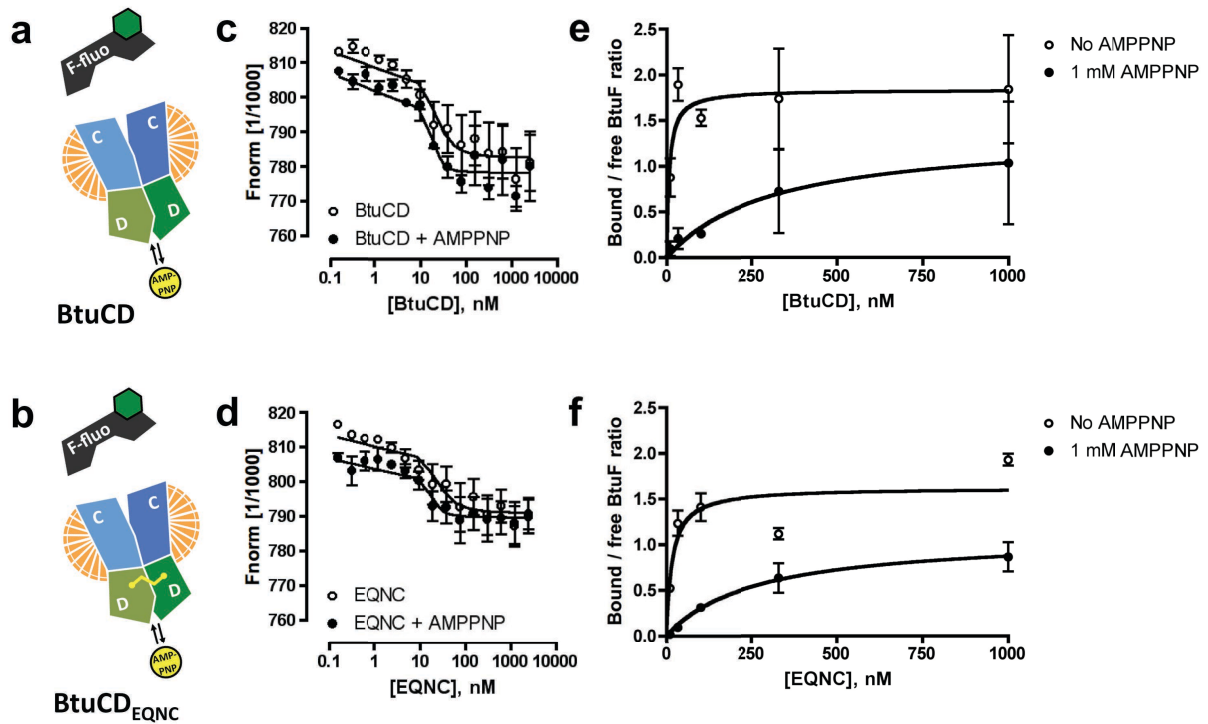 a
F-fluo
C
C
D
D
AMP-
PNP
BtuCD
c
Fnorm [1/1000]
820
800
790
780
770
760
BtuCD
BtuCD + AMPPNP
0.1 1 10 100 1000 10000
[BtuCD], nM
e
Bound / free BtuF ratio
2.5
2.0
1.5
1.0
0.5
0.0
0 250 500 750 1000
[BtuCD], nM
No AMPPNP
1 mM AMPPNP
b
F-fluo
C
C
D
D
AMP-
PNP
BtuCDEQNC
d
Fnorm [1/1000]
820
810
800
790
780
770
760
EQNC
EQNC + AMPPNP
0.1 1 10 100 1000 10000
[EQNC], nM
f
Bound / free BtuF ratio
2.5
2.0
1.5
1.0
0.5
0.0
0 250 500 750 1000
[EQNC], nM
No AMPPNP
1 mM AMPPNP